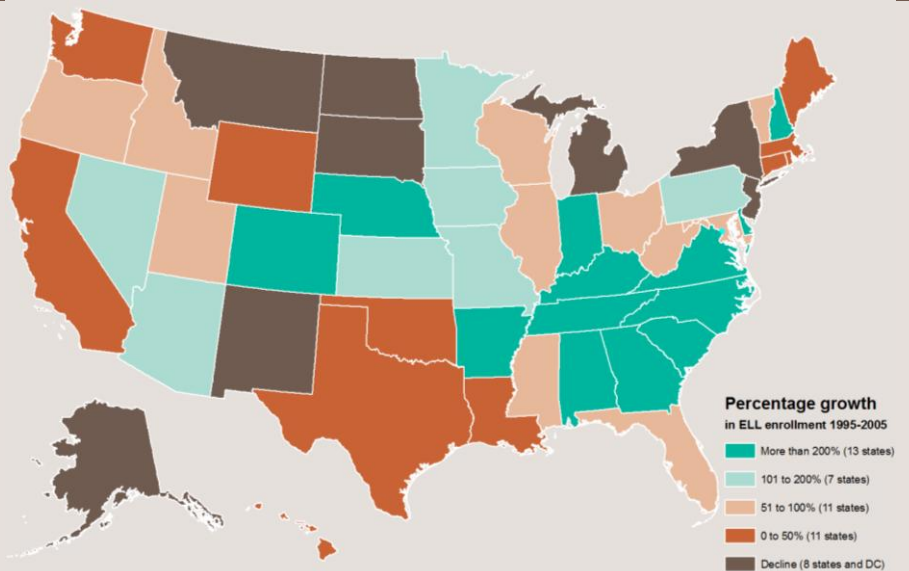 Percentage growth
in ELL enrollment 1995-2005
More than 200% (13 states)
101 to 200% (7 states)
51 to 100% (11 states)
0 to 50% (11 states)
Decline (8 states and DC)